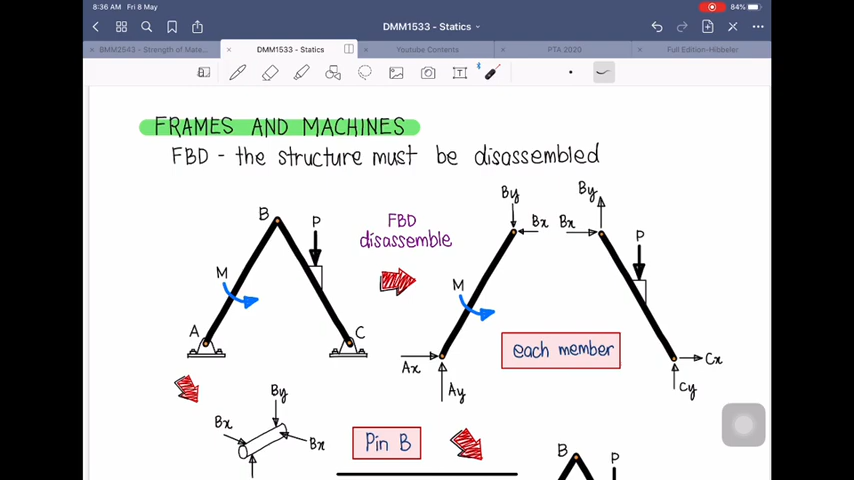 8:36 AM Fri 8 May
84%
DMM1533 - Statics
BMM2543 - Strength of Mate...
DMM1533 - Statics
Youtube Contents
PTA 2020
Full Edition-Hibbeler
FRAMES AND MACHINES
FBD - the structure must be disassembled
B
P
M
A
C
FBD
disassemble
By
Bx
M
Ax
Ay
By
Bx
P
Cx
Cy
each member
By
Bx
Bx
Pin B
B
P